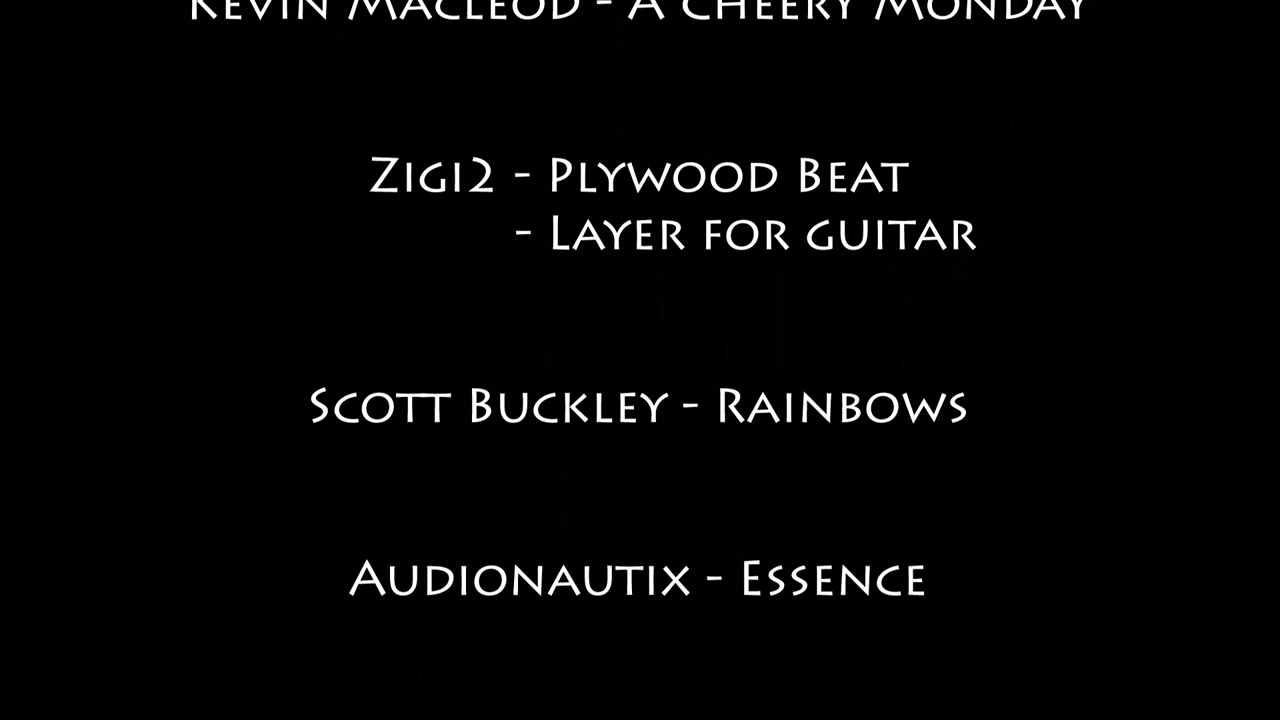 Kevin MacLeod - A Cheery Monday
Zigi2 - Plywood Beat
- Layer for guitar
Scott Buckley - Rainbows
Audionautix - Essence